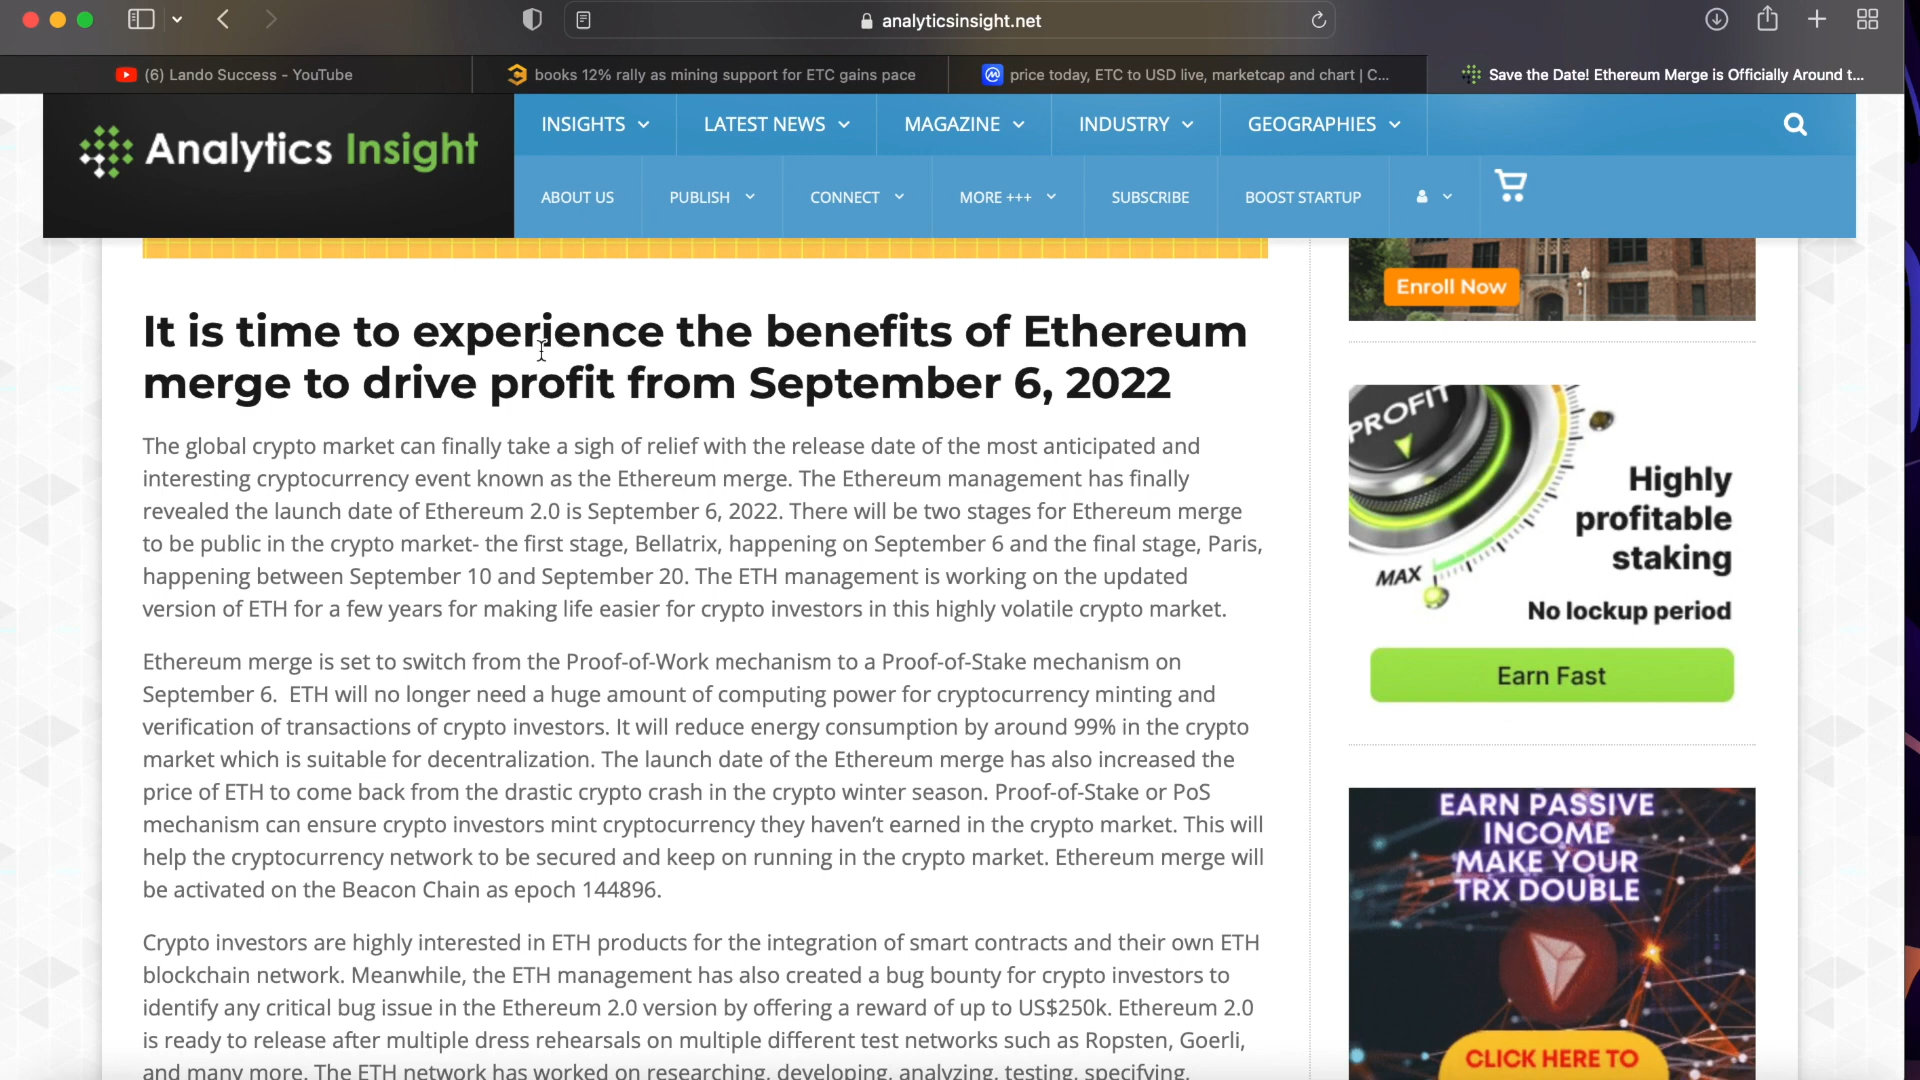 analyticsinsight.net
(6) Lando Success - YouTube
books 12% rally as mining support for ETC gains pace
price today, ETC to USD live, marketcap and chart | C...
Save the Date! Ethereum Merge is Officially Around t...
Analytics Insight
INSIGHTS
LATEST NEWS
MAGAZINE
INDUSTRY
GEOGRAPHIES
ABOUT US
PUBLISH
CONNECT
MORE +++
SUBSCRIBE
BOOST STARTUP
It is time to experience the benefits of Ethereum
merge to drive profit from September 6, 2022
The global crypto market can finally take a sigh of relief with the release date of the most anticipated and
interesting cryptocurrency event known as the Ethereum merge. The Ethereum management has finally
revealed the launch date of Ethereum 2.0 is September 6, 2022. There will be two stages for Ethereum merge
to be public in the crypto market- the first stage, Bellatrix, happening on September 6 and the final stage, Paris,
happening between September 10 and September 20. The ETH management is working on the updated
version of ETH for a few years for making life easier for crypto investors in this highly volatile crypto market.
Ethereum merge is set to switch from the Proof-of-Work mechanism to a Proof-of-Stake mechanism on
September 6.  ETH will no longer need a huge amount of computing power for cryptocurrency minting and
verification of transactions of crypto investors. It will reduce energy consumption by around 99% in the crypto
market which is suitable for decentralization. The launch date of the Ethereum merge has also increased the
price of ETH to come back from the drastic crypto crash in the crypto winter season. Proof-of-Stake or PoS
mechanism can ensure crypto investors mint cryptocurrency they haven't earned in the crypto market. This will
help the cryptocurrency network to be secured and keep on running in the crypto market. Ethereum merge will
be activated on the Beacon Chain as epoch 144896.
Crypto investors are highly interested in ETH products for the integration of smart contracts and their own ETH
blockchain network. Meanwhile, the ETH management has also created a bug bounty for crypto investors to
identify any critical bug issue in the Ethereum 2.0 version by offering a reward of up to US$250k. Ethereum 2.0
is ready to release after multiple dress rehearsals on multiple different test networks such as Ropsten, Goerli,
and many more. The ETH network has worked on researching, developing, analyzing, testing, specifying,
Enroll Now
PROFIT
MAX
Highly
profitable
staking
No lockup period
Earn Fast
EARN PASSIVE
INCOME
MAKE YOUR
TRX DOUBLE
CLICK HERE TO